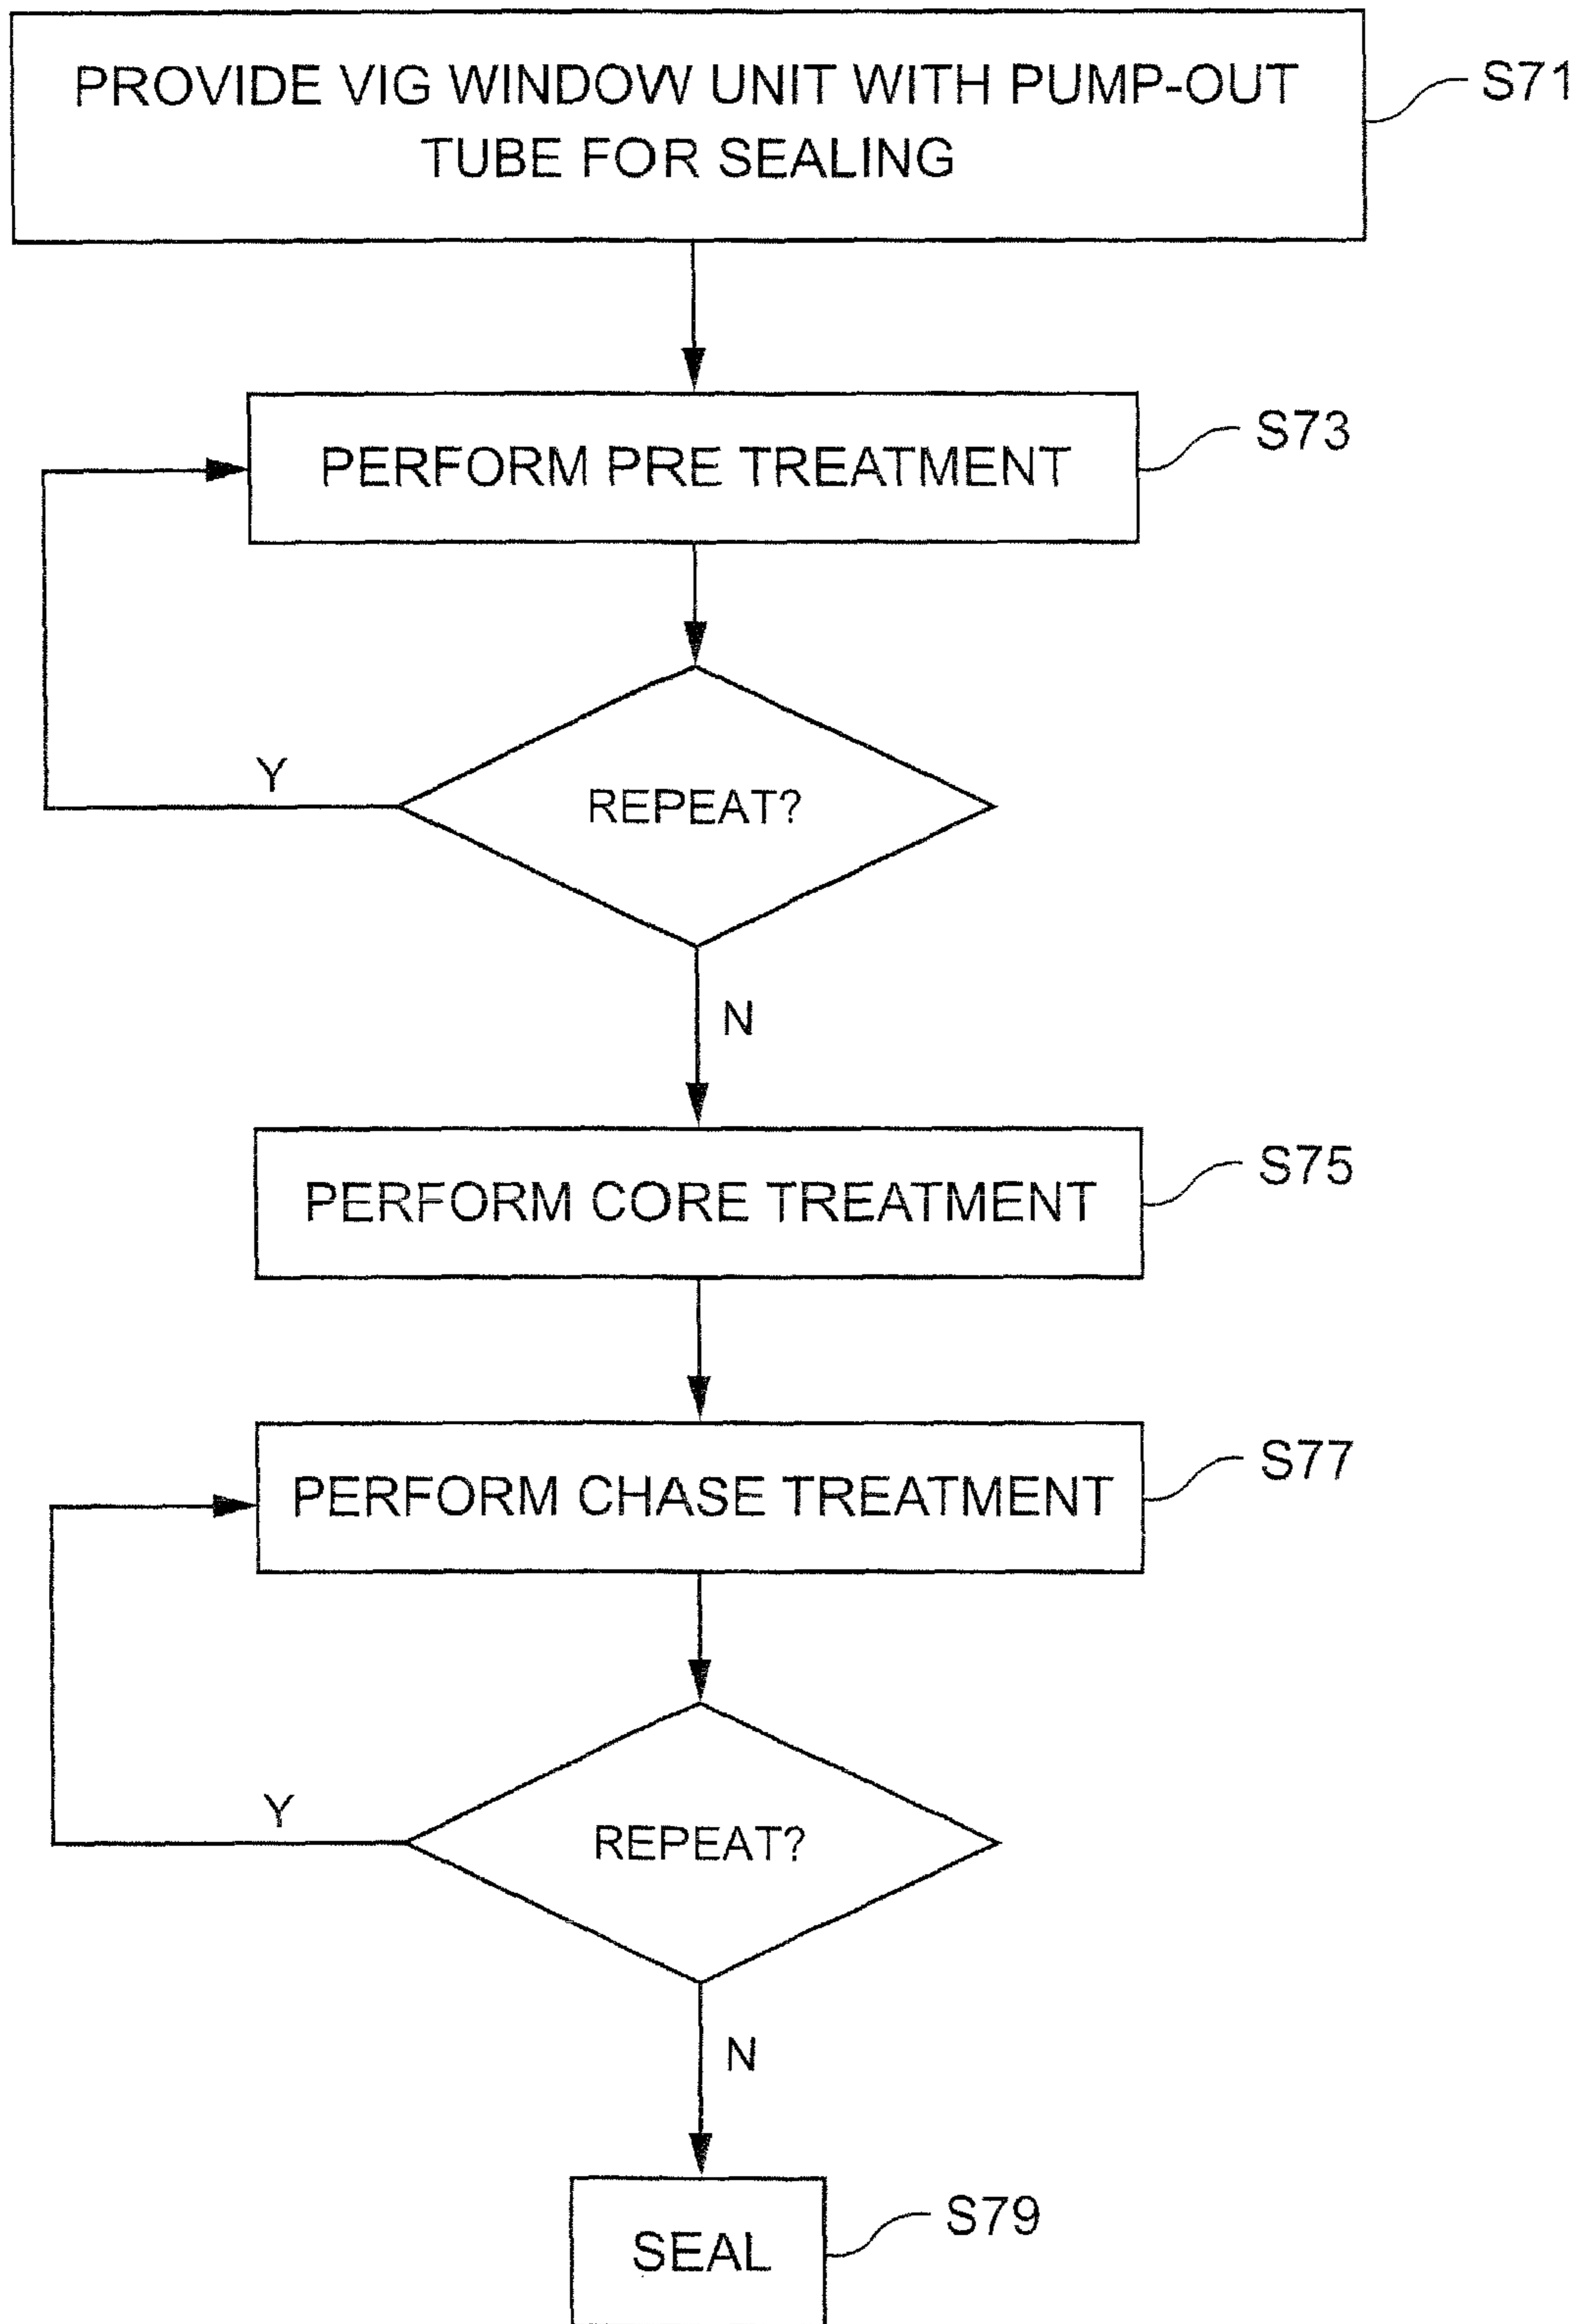 PROVIDE VIG WINDOW UNIT WITH PUMP-OUT
TUBE FOR SEALING
S71
PERFORM PRE TREATMENT
S73
REPEAT?
Y
N
PERFORM CORE TREATMENT
S75
PERFORM CHASE TREATMENT
S77
REPEAT?
Y
N
SEAL
S79